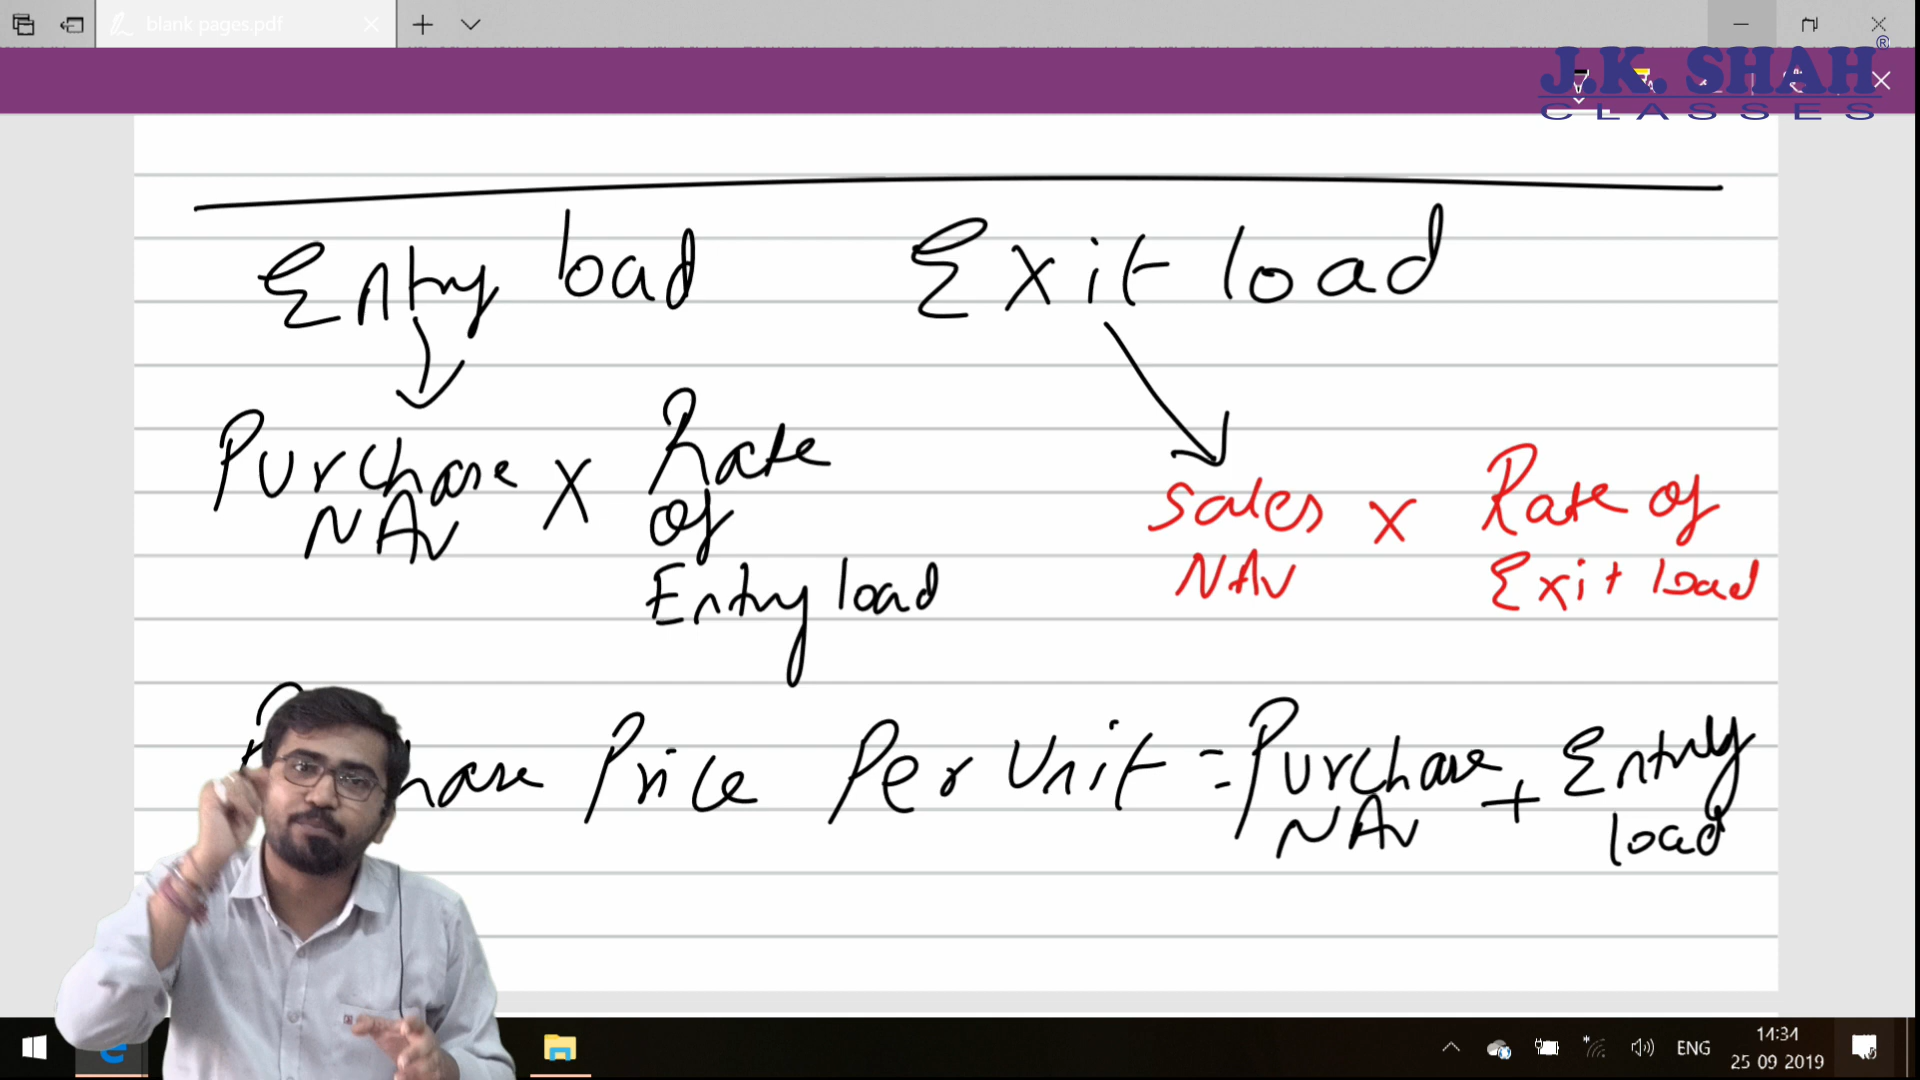 blank pages.pdf
J.K. SHAH®
CLASSES
Entry load Exit load
Purchase NAV X Rate of Entry load
Sales NAV X Rate of Exit load
Price Per Unit = Purchase NAV + Entry load
ENG
14:34
25 09 2019